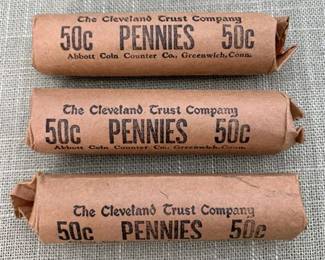 The Cleveland Trust Company
50c PENNIES 50c
Abbott Coin Counter Co., Greenwich, Conn.
The Cleveland Trust Company
50c PENNIES 50c
Abbott Coin Counter Co., Greenwich, Conn.
The Cleveland Trust Company
50c PENNIES 50c